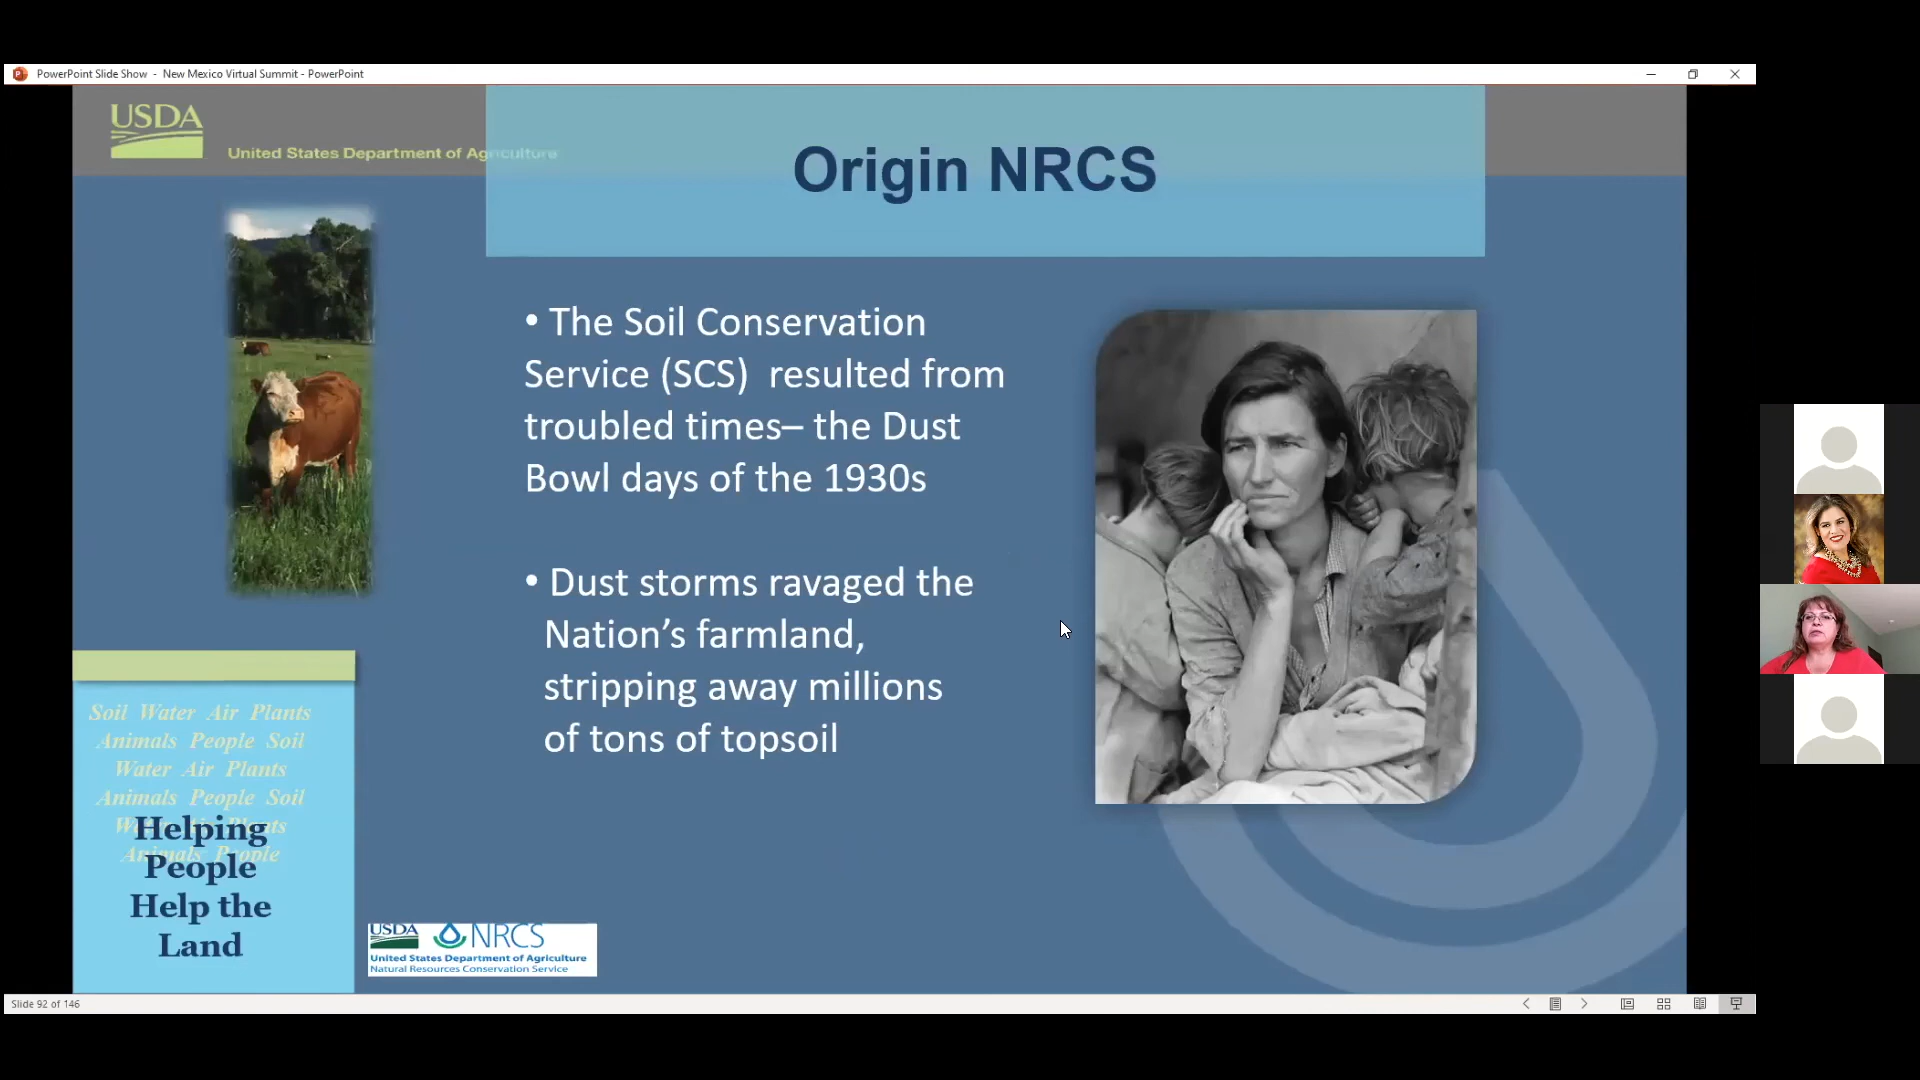 PowerPoint Slide Show - New Mexico Virtual Summit - PowerPoint
USDA
United States Department of Agriculture
Origin NRCS
• The Soil Conservation
Service (SCS) resulted from
troubled times– the Dust
Bowl days of the 1930s
• Dust storms ravaged the
Nation’s farmland,
stripping away millions
of tons of topsoil
Soil Water Air Plants
Animals People Soil
Water Air Plants
Animals People Soil
Water Air Plants
Animals People
Helping
People
Help the
Land
USDA NRCS
United States Department of Agriculture
Natural Resources Conservation Service
Slide 92 of 146